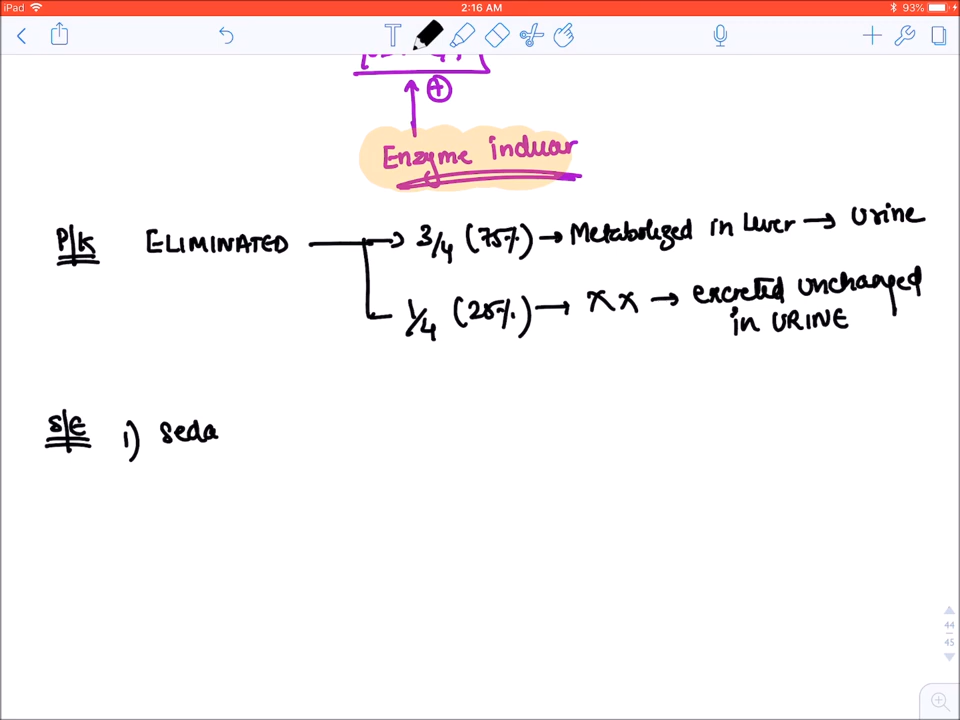 iPad 2:16 AM 93%
T
+
Enzyme inducer
P/K ELIMINATED → 3/4 (75%) → Metabolized in liver → Urine
1/4 (25%) → xx → excreted unchanged
in URINE
S/E 1) Seda
44
45